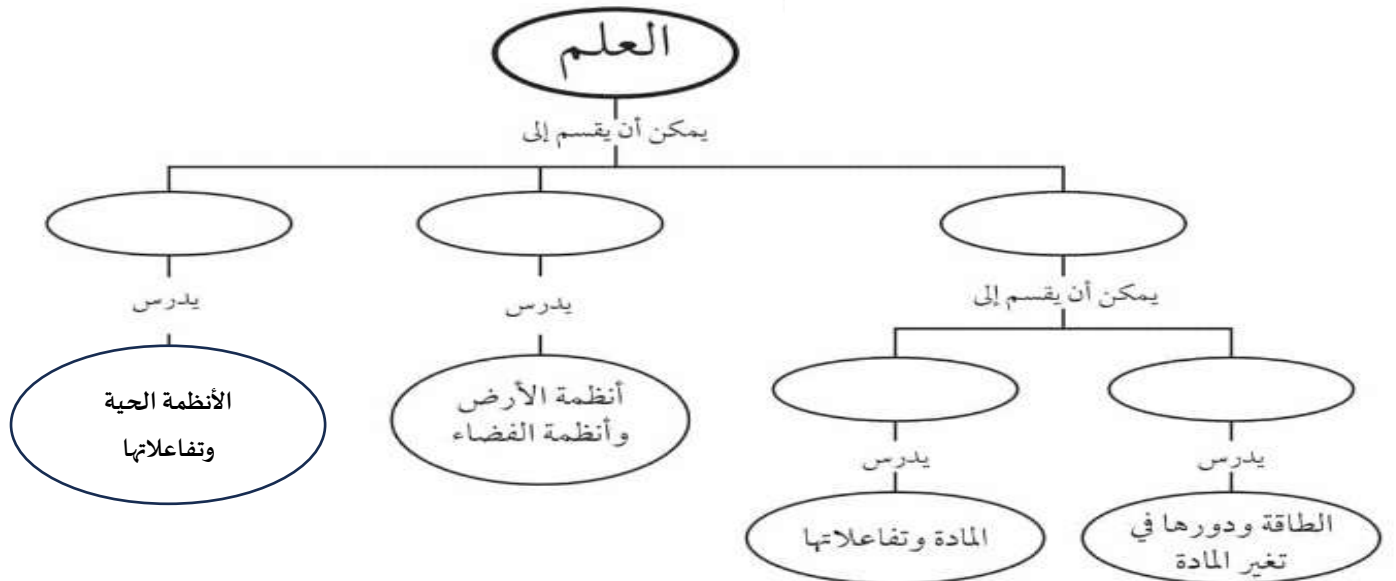 العلم
يمكن أن يقسم إلى
يمكن أن يقسم إلى
يدرس
يدرس
أنظمة الأرض
وأنظمة الفضاء
الأنظمة الحية
وتفاعلاتها
يدرس
يدرس
الطاقة ودورها في
تغير المادة
المادة وتفاعلاتها